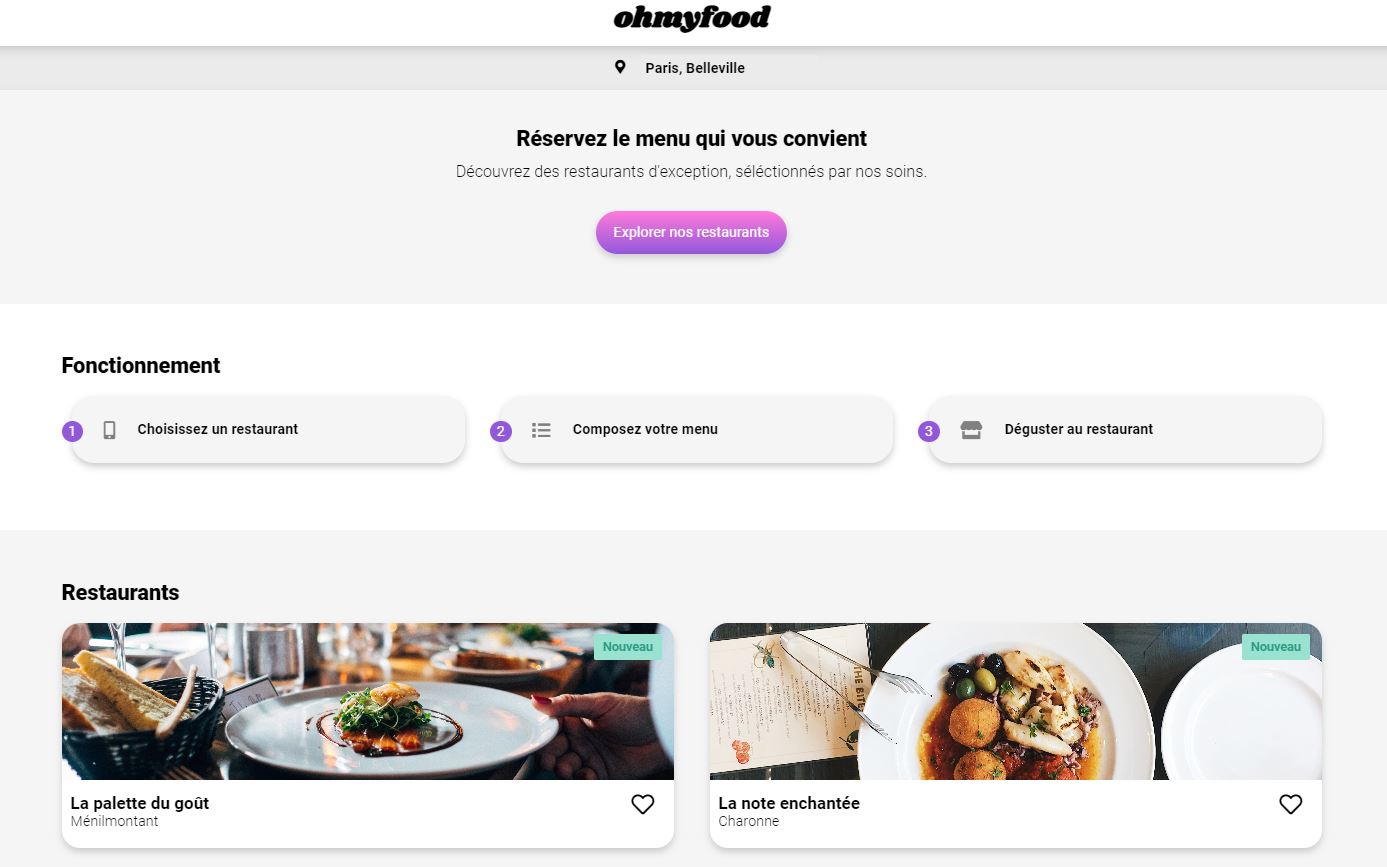 ohmyfood
Paris, Belleville
Réservez le menu qui vous convient
Découvrez des restaurants d'exception, séléctionnés par nos soins.
Explorer nos restaurants
Fonctionnement
1 Choisissez un restaurant
2 Composez votre menu
3 Déguster au restaurant
Restaurants
Nouveau
THE BIT
La palette du goût
Ménilmontant
Nouveau
La note enchantée
Charonne